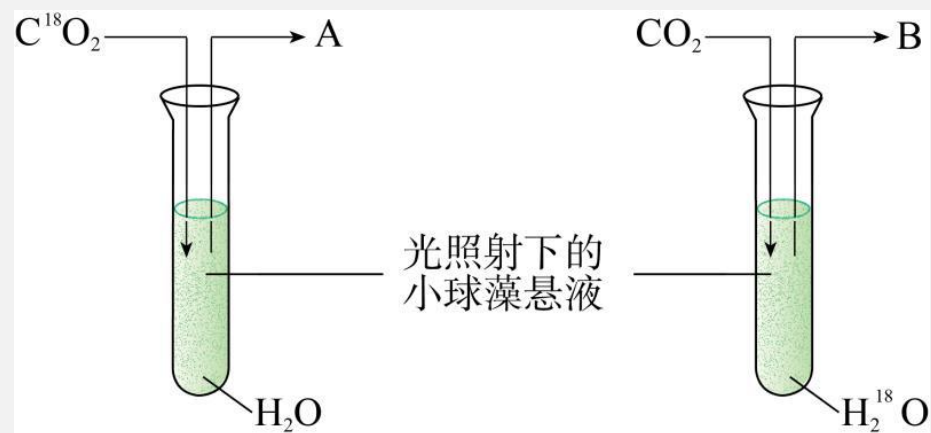 C¹⁸O₂
A
CO₂
B
光照射下的
小球藻悬液
H₂O
H₂¹⁸O